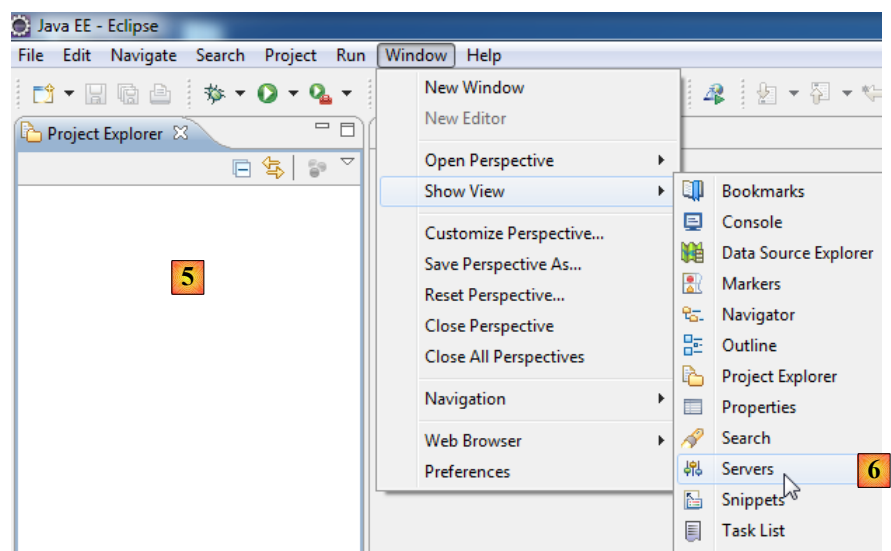 Java EE - Eclipse
File Edit Navigate Search Project Run Window Help
Project Explorer
5
New Window
New Editor
Open Perspective
Show View
Customize Perspective...
Save Perspective As...
Reset Perspective...
Close Perspective
Close All Perspectives
Navigation
Web Browser
Preferences
Bookmarks
Console
Data Source Explorer
Markers
Navigator
Outline
Project Explorer
Properties
Search
Servers 6
Snippets
Task List